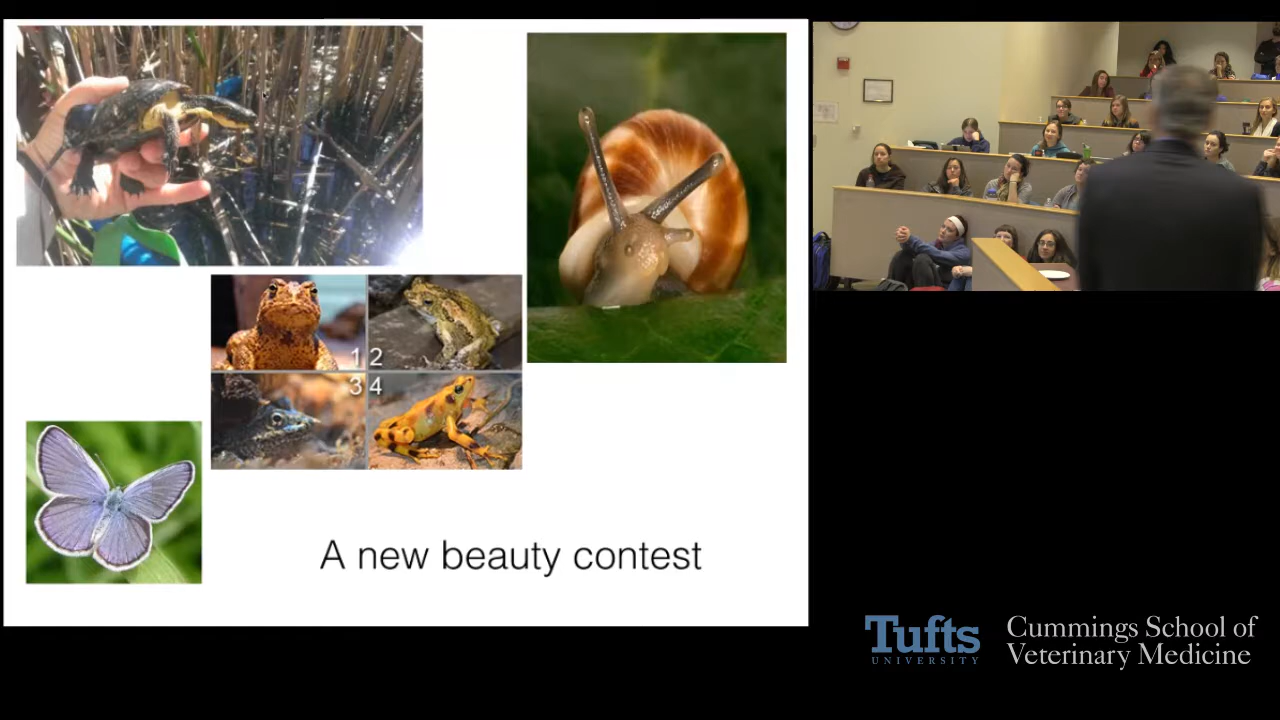 1 2
3 4
A new beauty contest
Tufts
UNIVERSITY
Cummings School of
Veterinary Medicine